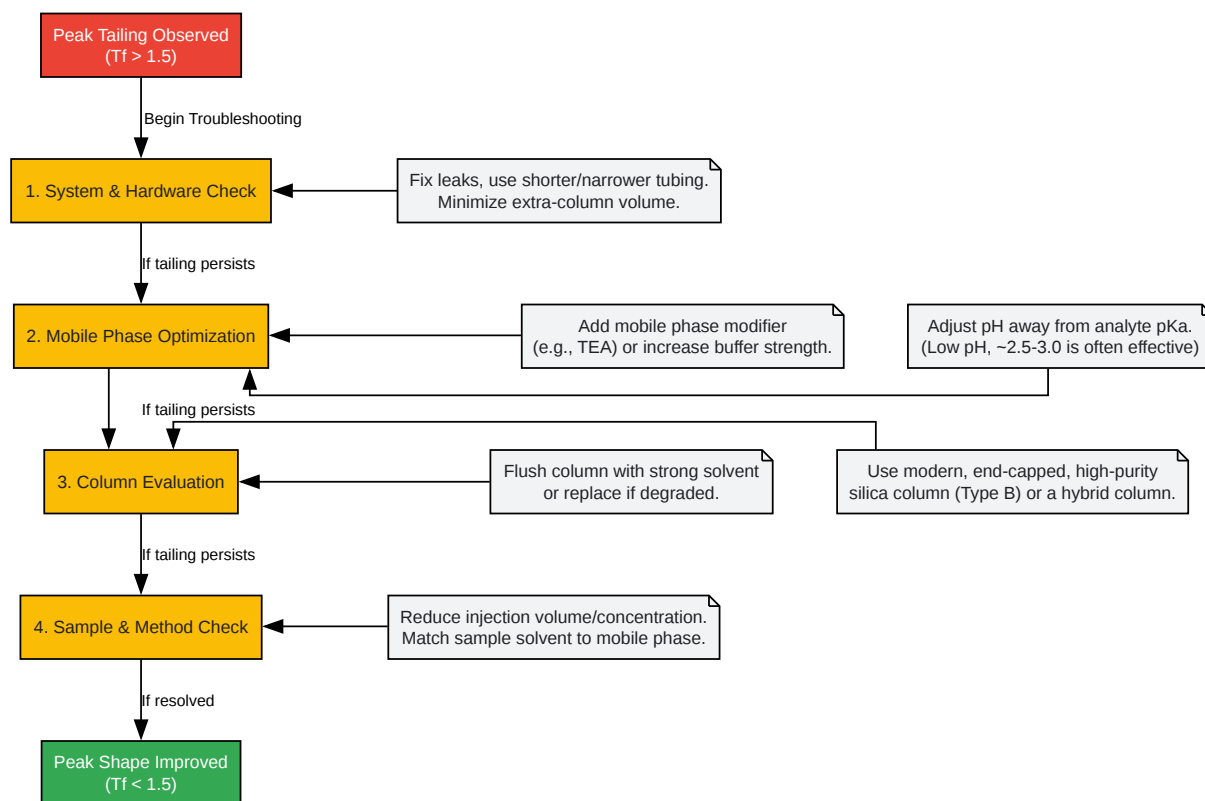 Peak Tailing Observed
(Tf > 1.5)
Begin Troubleshooting
1. System & Hardware Check
Fix leaks, use shorter/narrower tubing.
Minimize extra-column volume.
If tailing persists
2. Mobile Phase Optimization
Add mobile phase modifier
(e.g., TEA) or increase buffer strength.
Adjust pH away from analyte pKa.
(Low pH, ~2.5-3.0 is often effective)
If tailing persists
3. Column Evaluation
Flush column with strong solvent
or replace if degraded.
Use modern, end-capped, high-purity
silica column (Type B) or a hybrid column.
If tailing persists
4. Sample & Method Check
Reduce injection volume/concentration.
Match sample solvent to mobile phase.
If resolved
Peak Shape Improved
(Tf < 1.5)